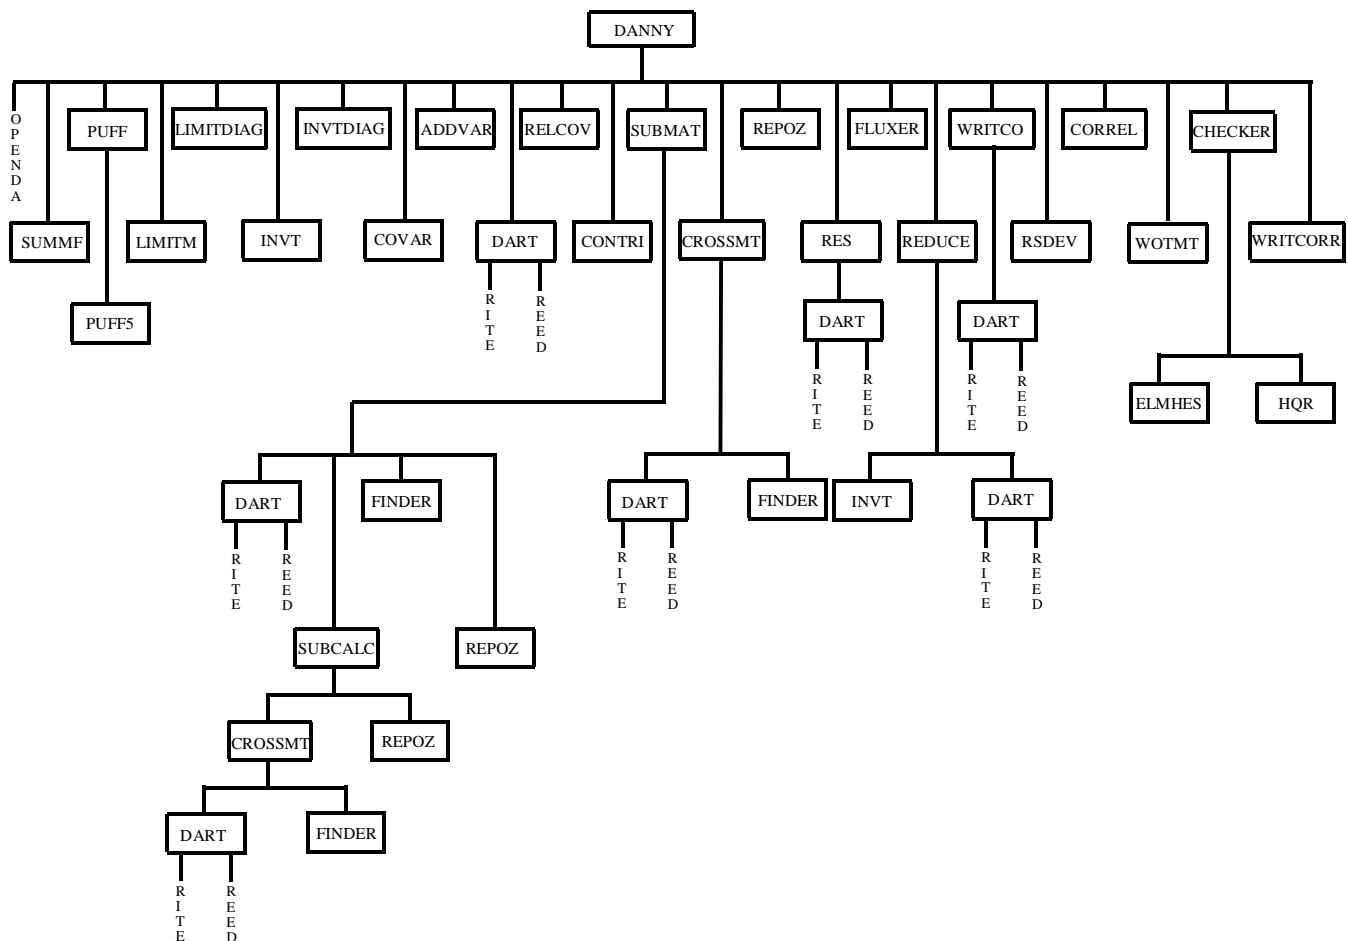 DANNY
OPENDA
PUFF
LIMITDIAG
INVTDIAG
ADDVAR
RELCOV
SUBMAT
REPOZ
FLUXER
WRITCO
CORREL
CHECKER
SUMMF
LIMITM
INVT
COVAR
DART
CONTRI
CROSSMT
RES
REDUCE
RSDEV
WOTMT
WRITCORR
RITE
REED
PUFF5
DART
DART
RITE
REED
RITE
REED
ELMHES
HQR
DART
FINDER
DART
FINDER
INVT
DART
RITE
REED
RITE
REED
RITE
REED
SUBCALC
REPOZ
CROSSMT
REPOZ
DART
FINDER
RITE
REED